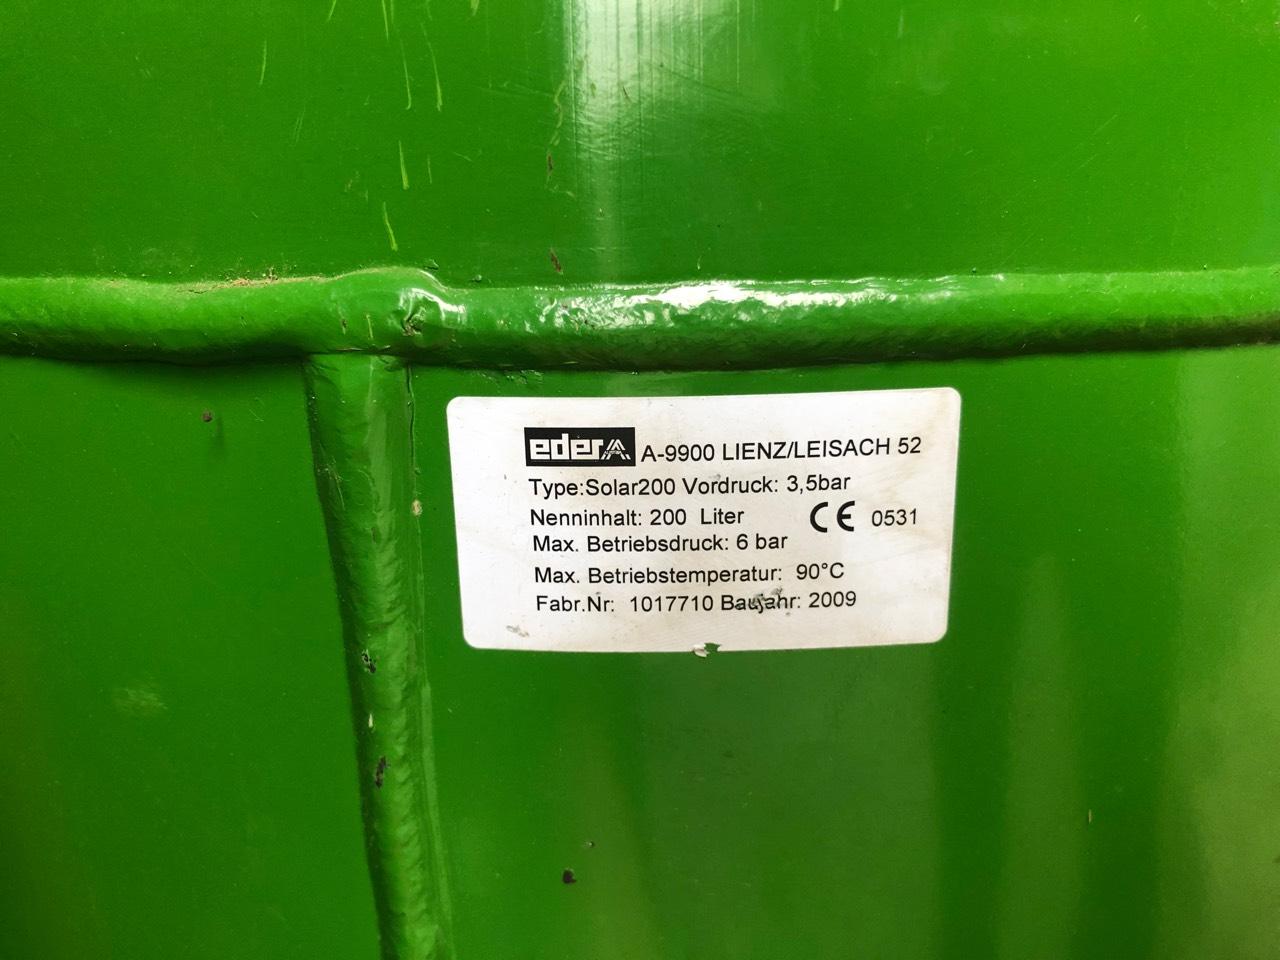 eder AUSTRIA A-9900 LIENZ/LEISACH 52
Type:Solar200 Vordruck: 3,5bar
Nenninhalt: 200 Liter CE 0531
Max. Betriebsdruck: 6 bar
Max. Betriebstemperatur: 90°C
Fabr.Nr: 1017710 Baujahr: 2009